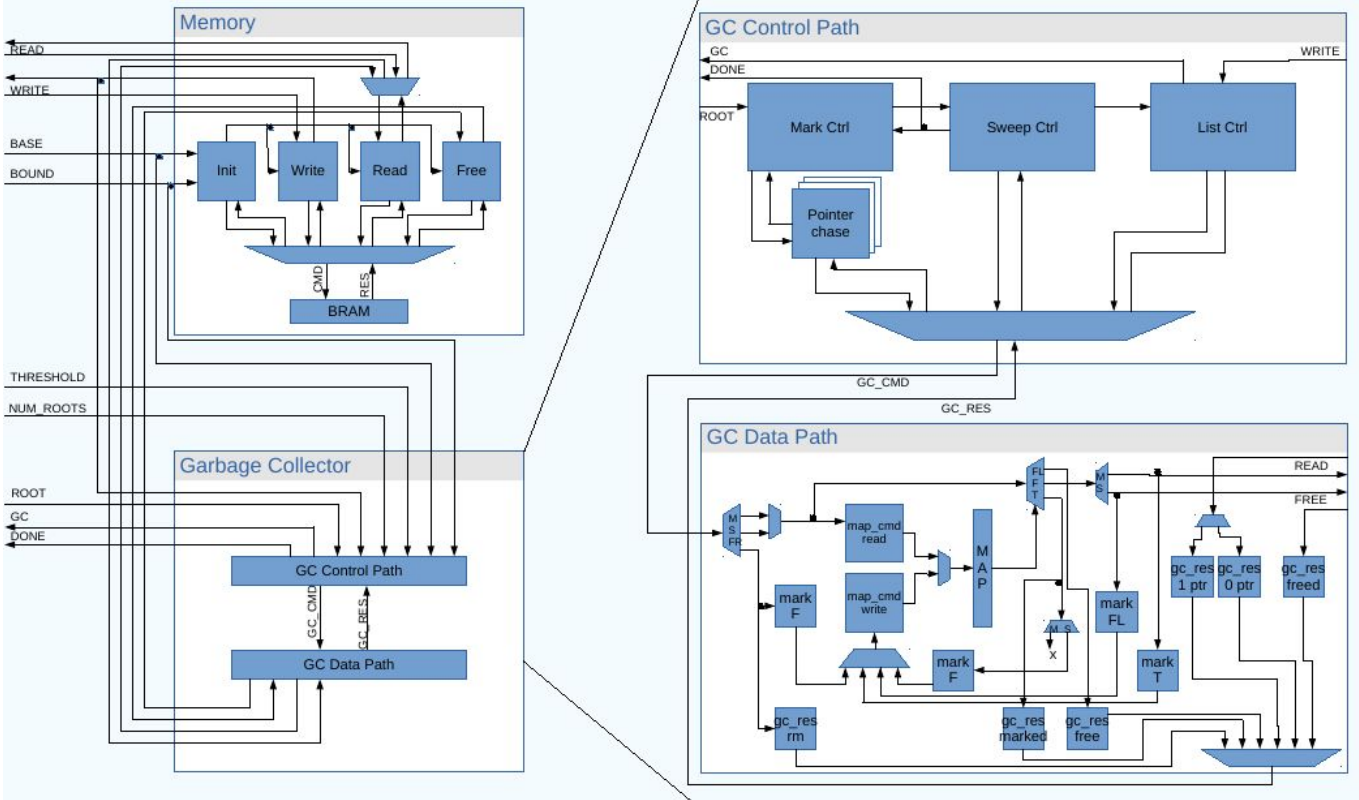 Memory
READ
WRITE
BASE
BOUND
Init
Write
Read
Free
CMD
RES
BRAM
THRESHOLD
NUM_ROOTS
Garbage Collector
ROOT
GC
DONE
GC Control Path
GC_CMD
GC_RES
GC Data Path
GC Control Path
GC
DONE
WRITE
ROOT
Mark Ctrl
Sweep Ctrl
List Ctrl
Pointer
chase
GC_CMD
GC_RES
GC Data Path
READ
FREE
M
S
FR
map_cmd
read
map_cmd
write
M
A
P
FL
F
T
M
S
gc_res
1 ptr
gc_res
0 ptr
gc_res
freed
mark
F
mark
FL
M S
X
mark
F
mark
T
gc_res
rm
gc_res
marked
gc_res
free